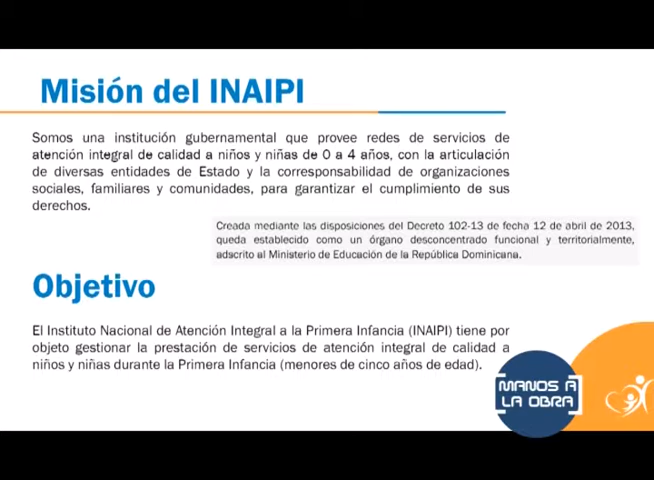 Misión del INAIPI
Somos una institución gubernamental que provee redes de servicios de
atención integral de calidad a niños y niñas de 0 a 4 años, con la articulación
de diversas entidades de Estado y la corresponsabilidad de organizaciones
sociales, familiares y comunidades, para garantizar el cumplimiento de sus
derechos.
Creada mediante las disposiciones del Decreto 102-13 de fecha 12 de abril de 2013,
queda establecido como un órgano desconcentrado funcional y territorialmente,
adscrito al Ministerio de Educación de la República Dominicana.
Objetivo
El Instituto Nacional de Atención Integral a la Primera Infancia (INAIPI) tiene por
objeto gestionar la prestación de servicios de atención integral de calidad a
niños y niñas durante la Primera Infancia (menores de cinco años de edad).
MANOS A
LA OBRA